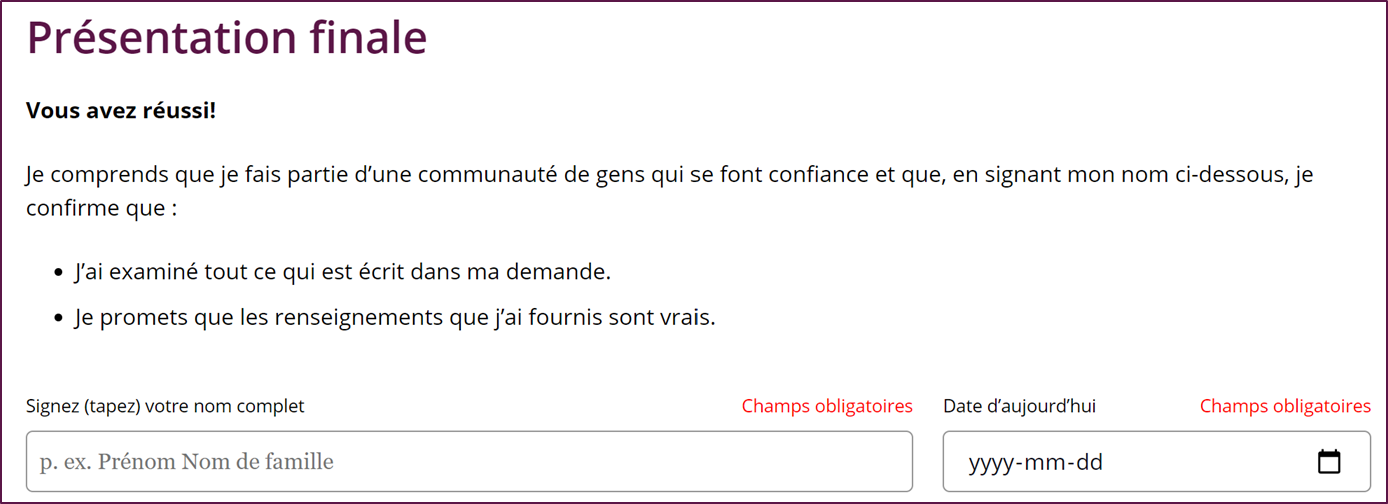 Présentation finale
Vous avez réussi!
Je comprends que je fais partie d’une communauté de gens qui se font confiance et que, en signant mon nom ci-dessous, je
confirme que :
• J’ai examiné tout ce qui est écrit dans ma demande.
• Je promets que les renseignements que j’ai fournis sont vrais.
Signez (tapez) votre nom complet Champs obligatoires Date d’aujourd’hui Champs obligatoires
p. ex. Prénom Nom de famille yyyy-mm-dd